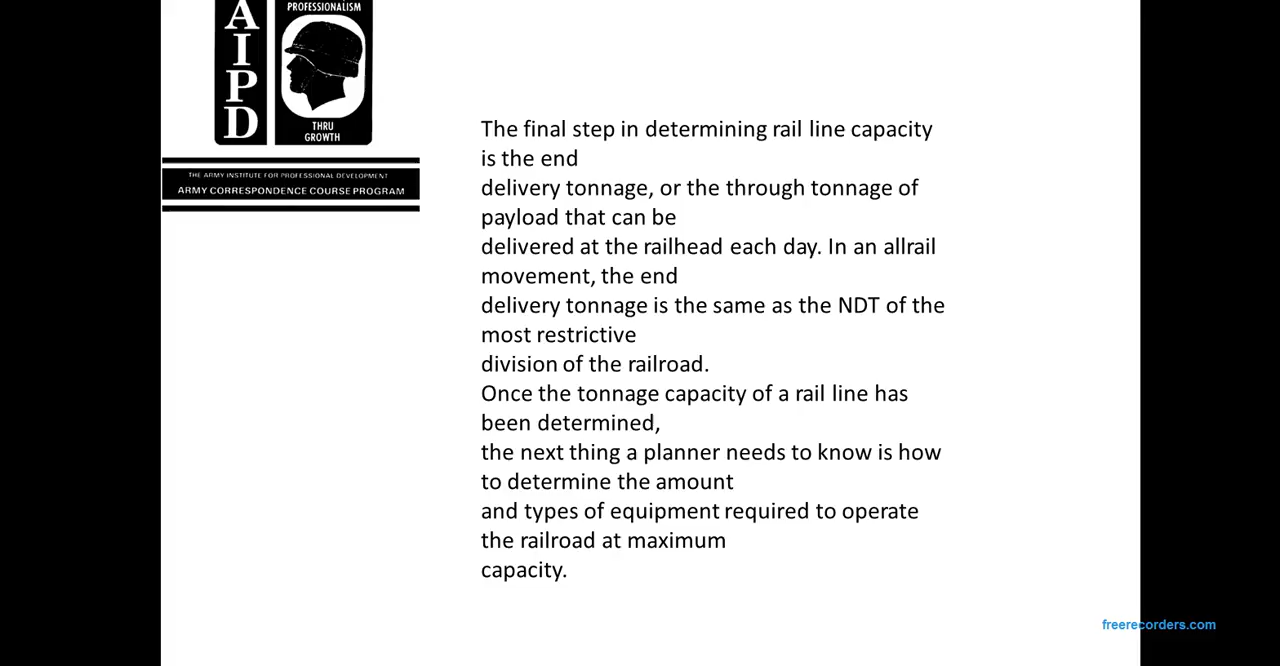 AIPD
PROFESSIONALISM
THRU
GROWTH
THE ARMY INSTITUTE FOR PROFESSIONAL DEVELOPMENT
ARMY CORRESPONDENCE COURSE PROGRAM
The final step in determining rail line capacity
is the end
delivery tonnage, or the through tonnage of
payload that can be
delivered at the railhead each day. In an allrail
movement, the end
delivery tonnage is the same as the NDT of the
most restrictive
division of the railroad.
Once the tonnage capacity of a rail line has
been determined,
the next thing a planner needs to know is how
to determine the amount
and types of equipment required to operate
the railroad at maximum
capacity.
freerecorders.com